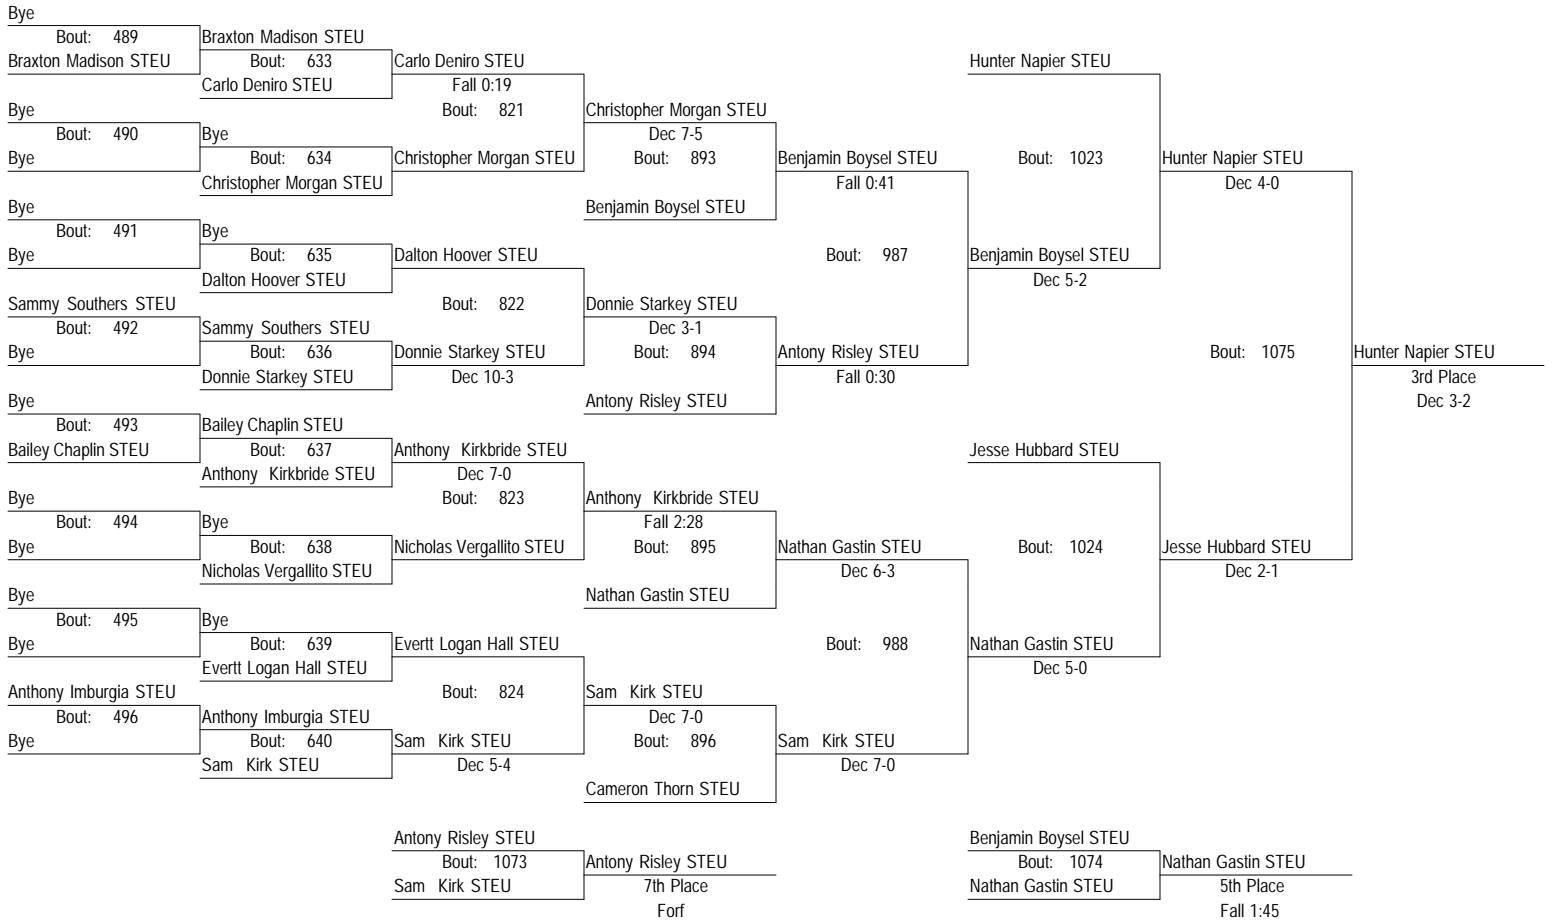 Bye
Bout: 489
Braxton Madison STEU
Braxton Madison STEU
Bout: 633
Carlo Deniro STEU
Carlo Deniro STEU
Fall 0:19
Bout: 821
Hunter Napier STEU
Bye
Bout: 490
Bye
Bye
Bout: 634
Christopher Morgan STEU
Christopher Morgan STEU
Christopher Morgan STEU
Dec 7-5
Bout: 893
Benjamin Boysel STEU
Benjamin Boysel STEU
Fall 0:41
Bout: 1023
Hunter Napier STEU
Dec 4-0
Bye
Bout: 491
Bye
Bye
Bout: 635
Dalton Hoover STEU
Dalton Hoover STEU
Bout: 822
Bout: 987
Benjamin Boysel STEU
Dec 5-2
Sammy Southers STEU
Bout: 492
Bye
Sammy Southers STEU
Bout: 636
Donnie Starkey STEU
Donnie Starkey STEU
Dec 10-3
Donnie Starkey STEU
Dec 3-1
Bout: 894
Antony Risley STEU
Antony Risley STEU
Fall 0:30
Bout: 1075
Hunter Napier STEU
3rd Place
Dec 3-2
Bye
Bout: 493
Bailey Chaplin STEU
Bailey Chaplin STEU
Bout: 637
Anthony Kirkbride STEU
Anthony Kirkbride STEU
Dec 7-0
Bout: 823
Jesse Hubbard STEU
Bye
Bout: 494
Bye
Bye
Bout: 638
Nicholas Vergallito STEU
Nicholas Vergallito STEU
Anthony Kirkbride STEU
Fall 2:28
Bout: 895
Nathan Gastin STEU
Nathan Gastin STEU
Dec 6-3
Bout: 1024
Jesse Hubbard STEU
Dec 2-1
Bye
Bout: 495
Bye
Bye
Bout: 639
Evertt Logan Hall STEU
Evertt Logan Hall STEU
Bout: 824
Bout: 988
Nathan Gastin STEU
Dec 5-0
Anthony Imburgia STEU
Bout: 496
Bye
Anthony Imburgia STEU
Bout: 640
Sam Kirk STEU
Sam Kirk STEU
Dec 5-4
Sam Kirk STEU
Dec 7-0
Bout: 896
Cameron Thorn STEU
Sam Kirk STEU
Dec 7-0
Antony Risley STEU
Bout: 1073
Sam Kirk STEU
Antony Risley STEU
7th Place
Forf
Benjamin Boysel STEU
Bout: 1074
Nathan Gastin STEU
Nathan Gastin STEU
5th Place
Fall 1:45